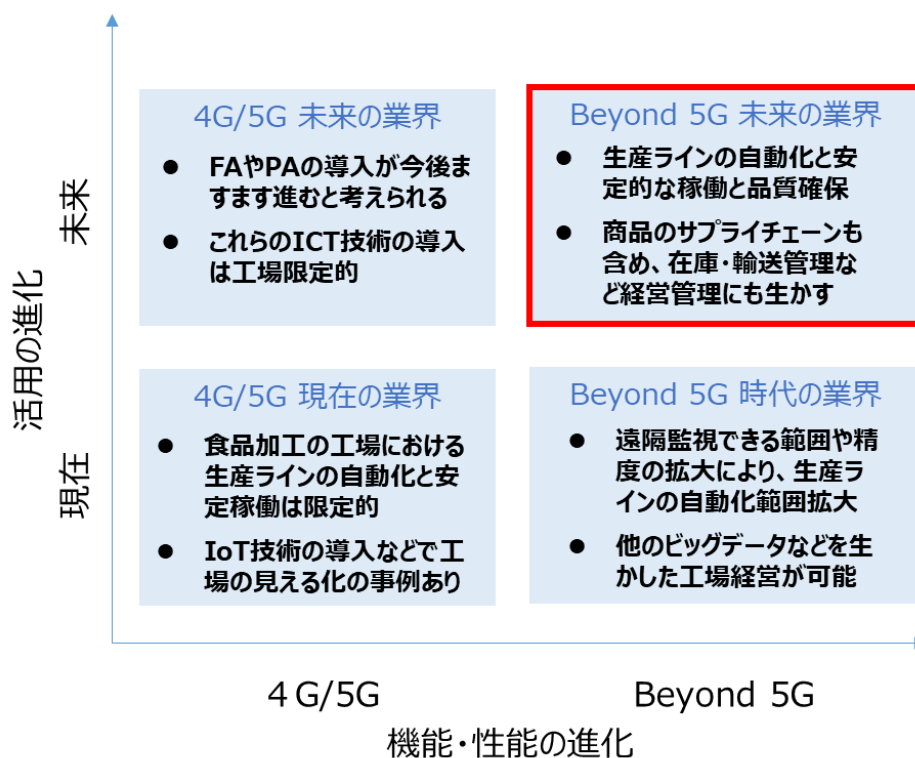 活用の進化
未来
現在
4G/5G 未来の業界
● FAやPAの導入が今後ま
すます進むと考えられる
● これらのICT技術の導入
は工場限定的
Beyond 5G 未来の業界
● 生産ラインの自動化と安
定的な稼働と品質確保
● 商品のサプライチェーンも
含め、在庫・輸送管理な
ど経営管理にも生かす
4G/5G 現在の業界
● 食品加工の工場における
生産ラインの自動化と安
定稼働は限定的
● IoT技術の導入などで工
場の見える化の事例あり
Beyond 5G 時代の業界
● 遠隔監視できる範囲や精
度の拡大により、生産ラ
インの自動化範囲拡大
● 他のビッグデータなどを生
かした工場経営が可能
４G/5G
Beyond 5G
機能・性能の進化